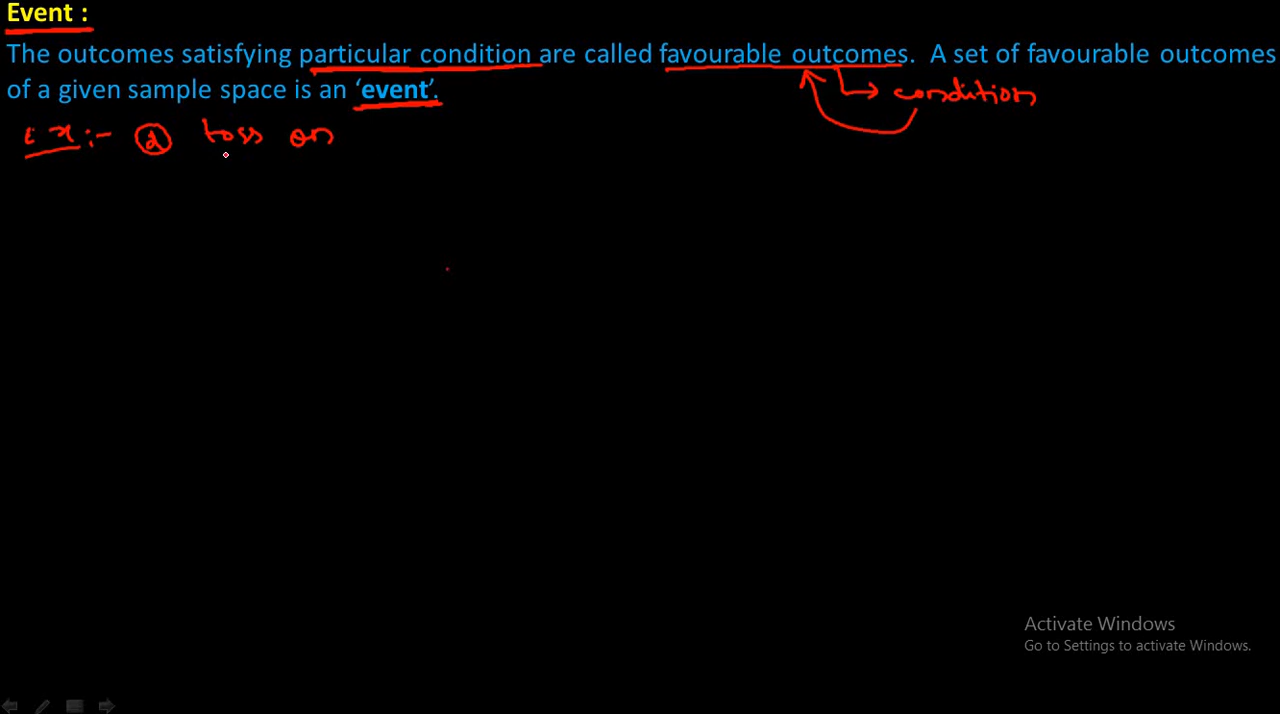 Event :
The outcomes satisfying particular condition are called favourable outcomes. A set of favourable outcomes
of a given sample space is an ‘event’.
condition
Ex :- ② toss on
Activate Windows
Go to Settings to activate Windows.